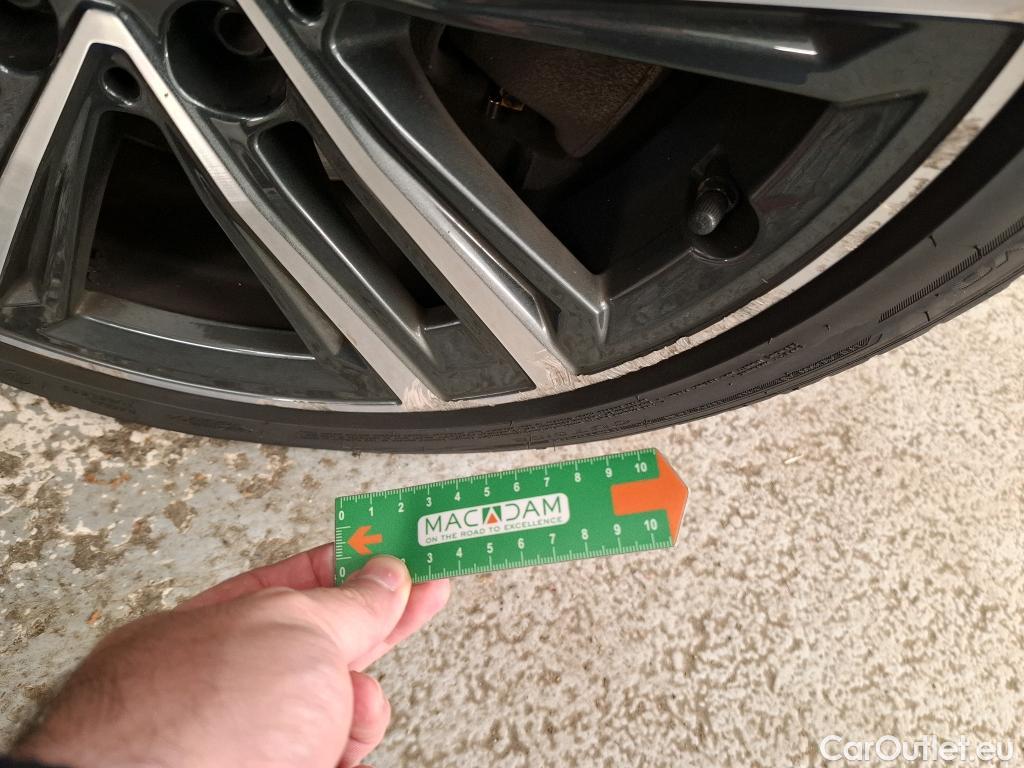 0 1 2 3 4 5 6 7 8 9 10
MACADAM
ON THE ROAD TO EXCELLENCE
0 3 4 5 6 7 8 9 10
CarOutlet.eu